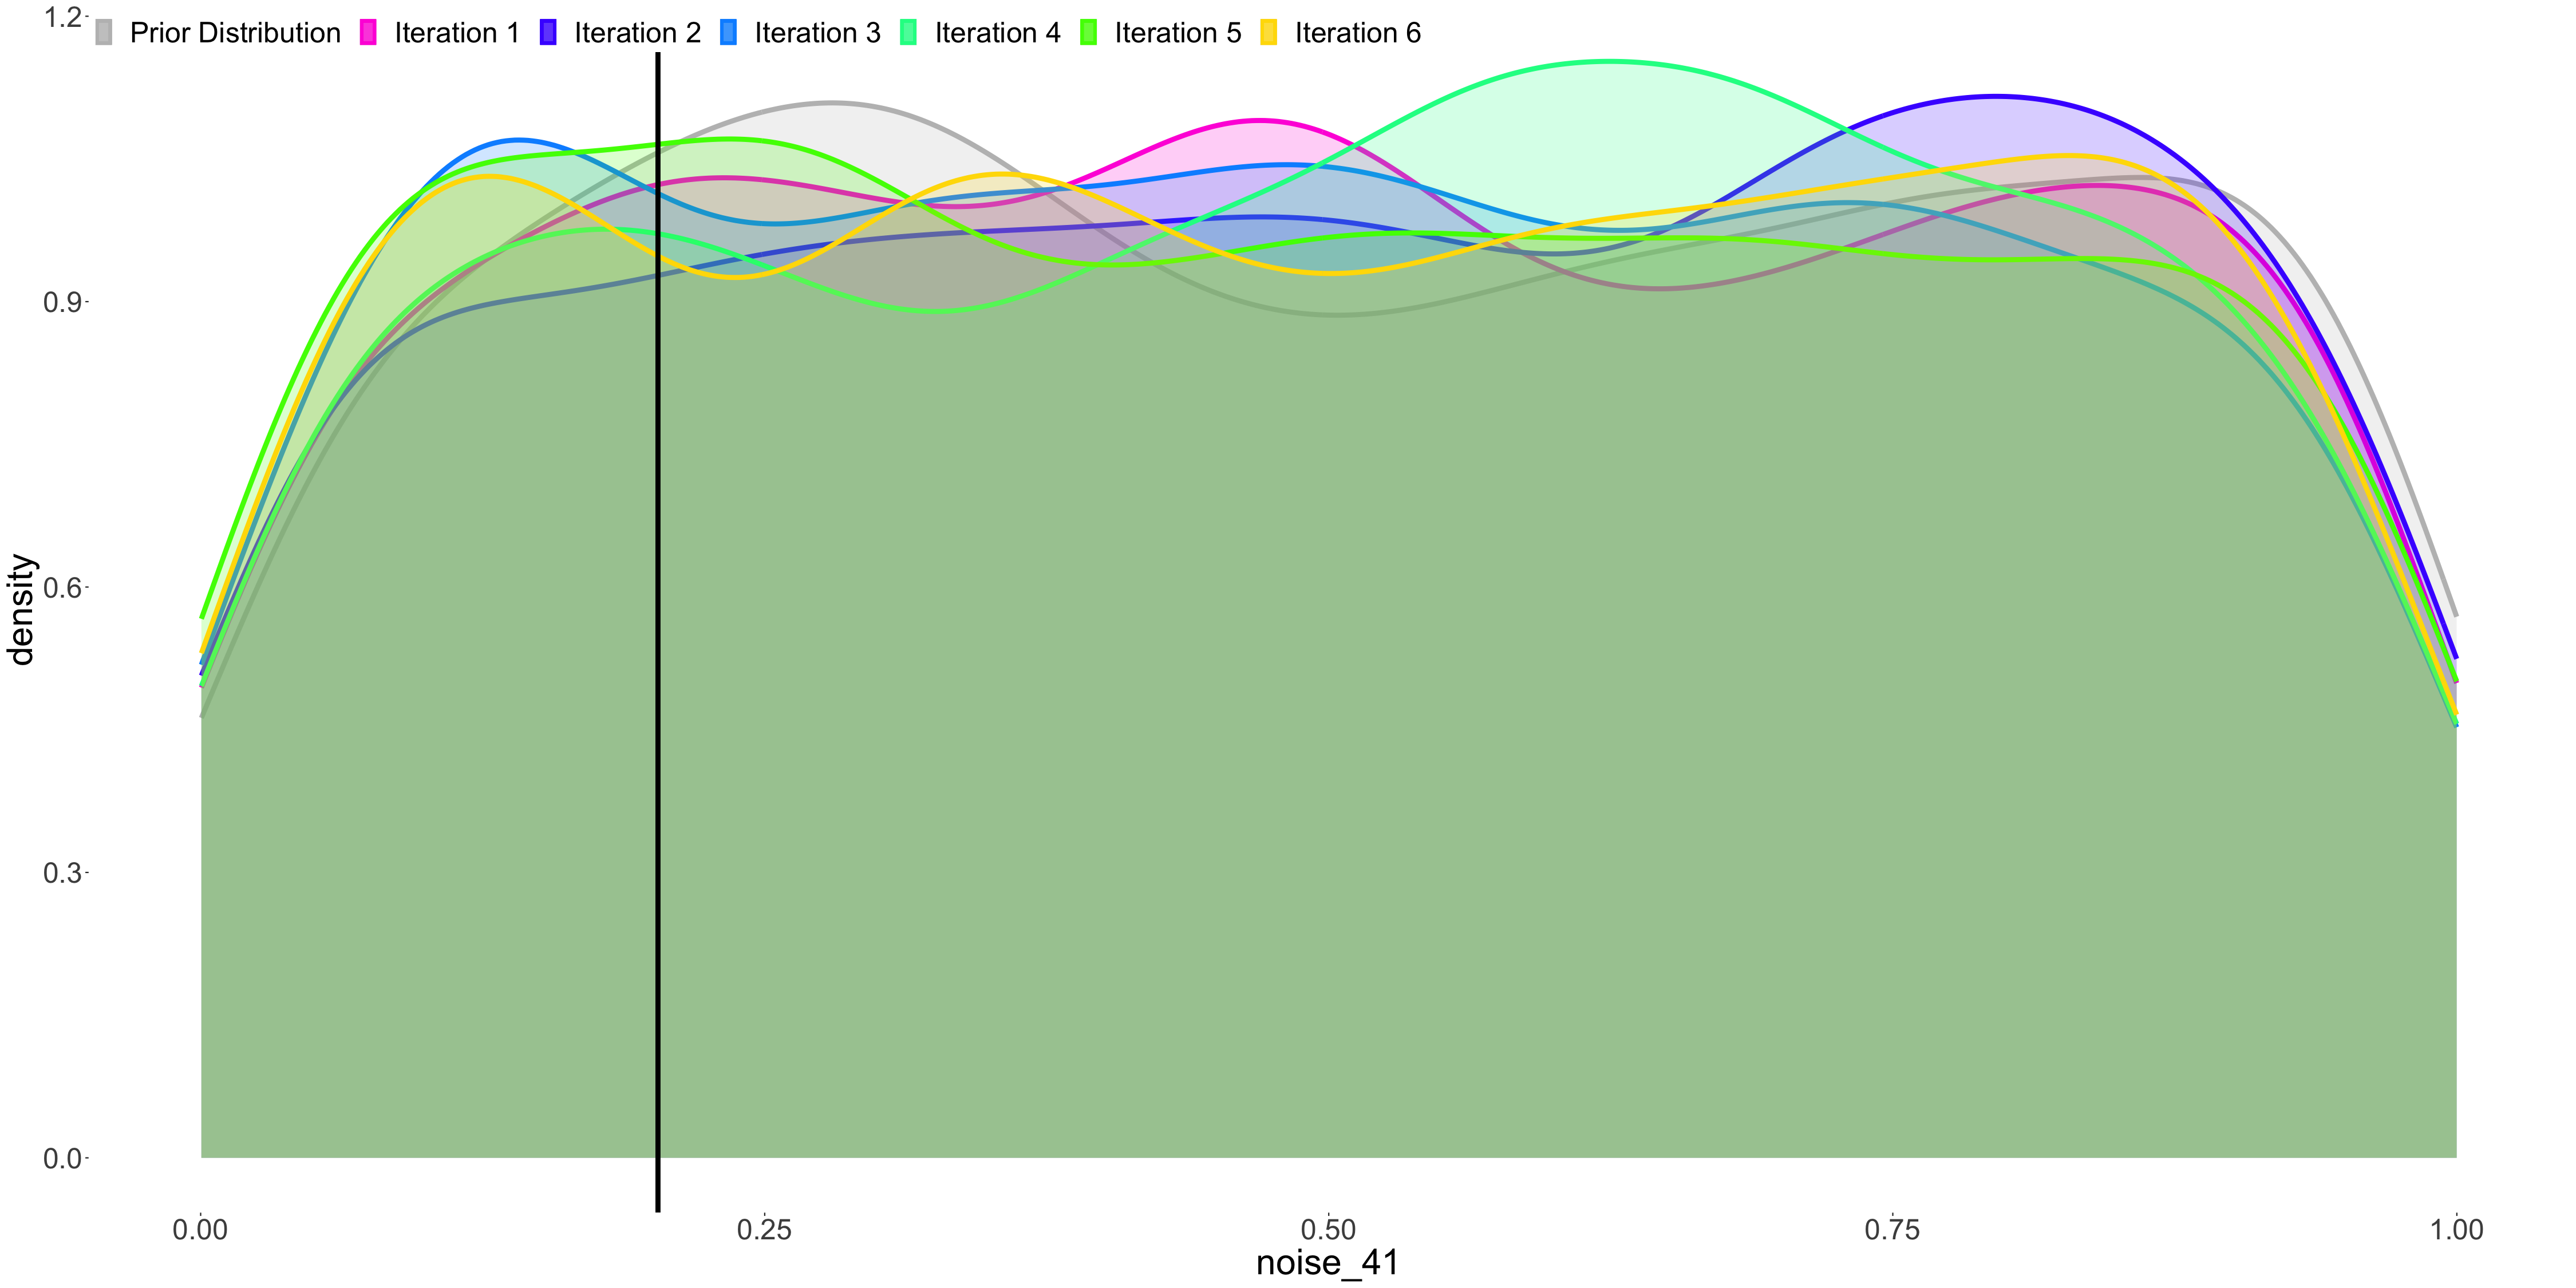 Prior Distribution Iteration 1 Iteration 2 Iteration 3 Iteration 4 Iteration 5 Iteration 6
1.2
0.9
0.6
0.3
0.0
density
0.00 0.25 0.50 0.75 1.00
noise_41